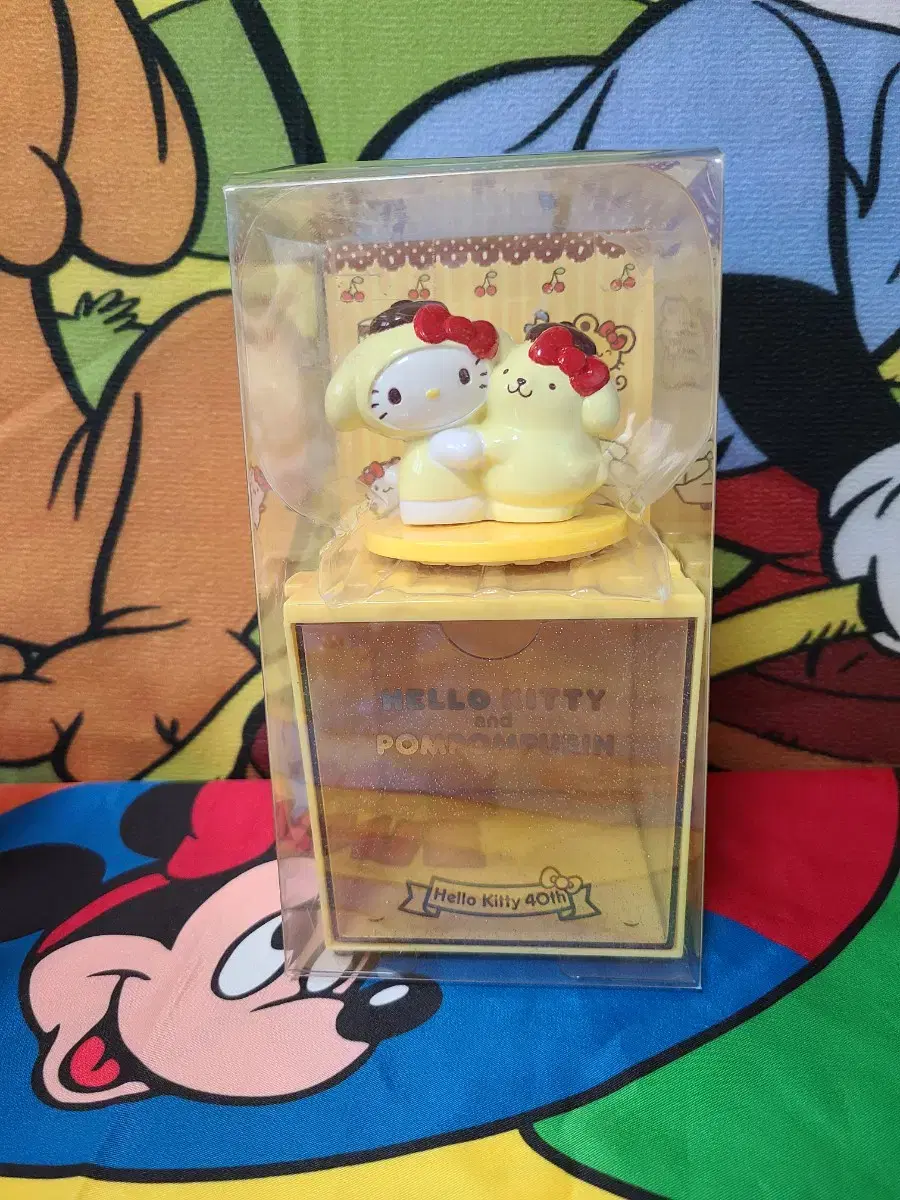 HELLO KITTY
and
POMPOMPURIN
Hello Kitty 40th